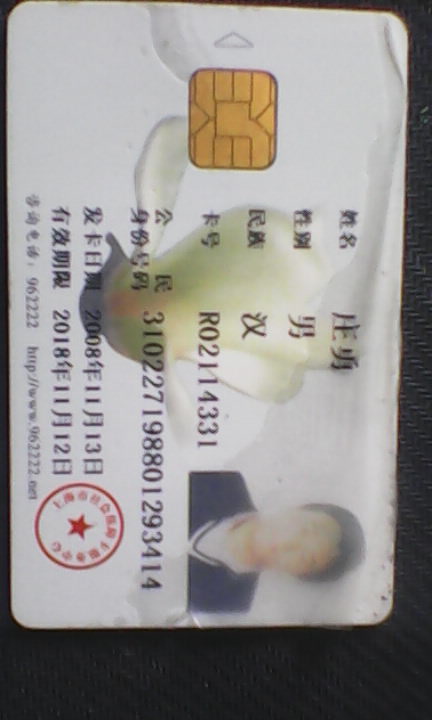 姓名 庄勇
性别 男
民族 汉
卡号 R02114331
公民
身份号码 310227198801293414
发卡日期 2008年11月13日
有效期限 2018年11月12日
咨询电话：962222 http://www.962222.net